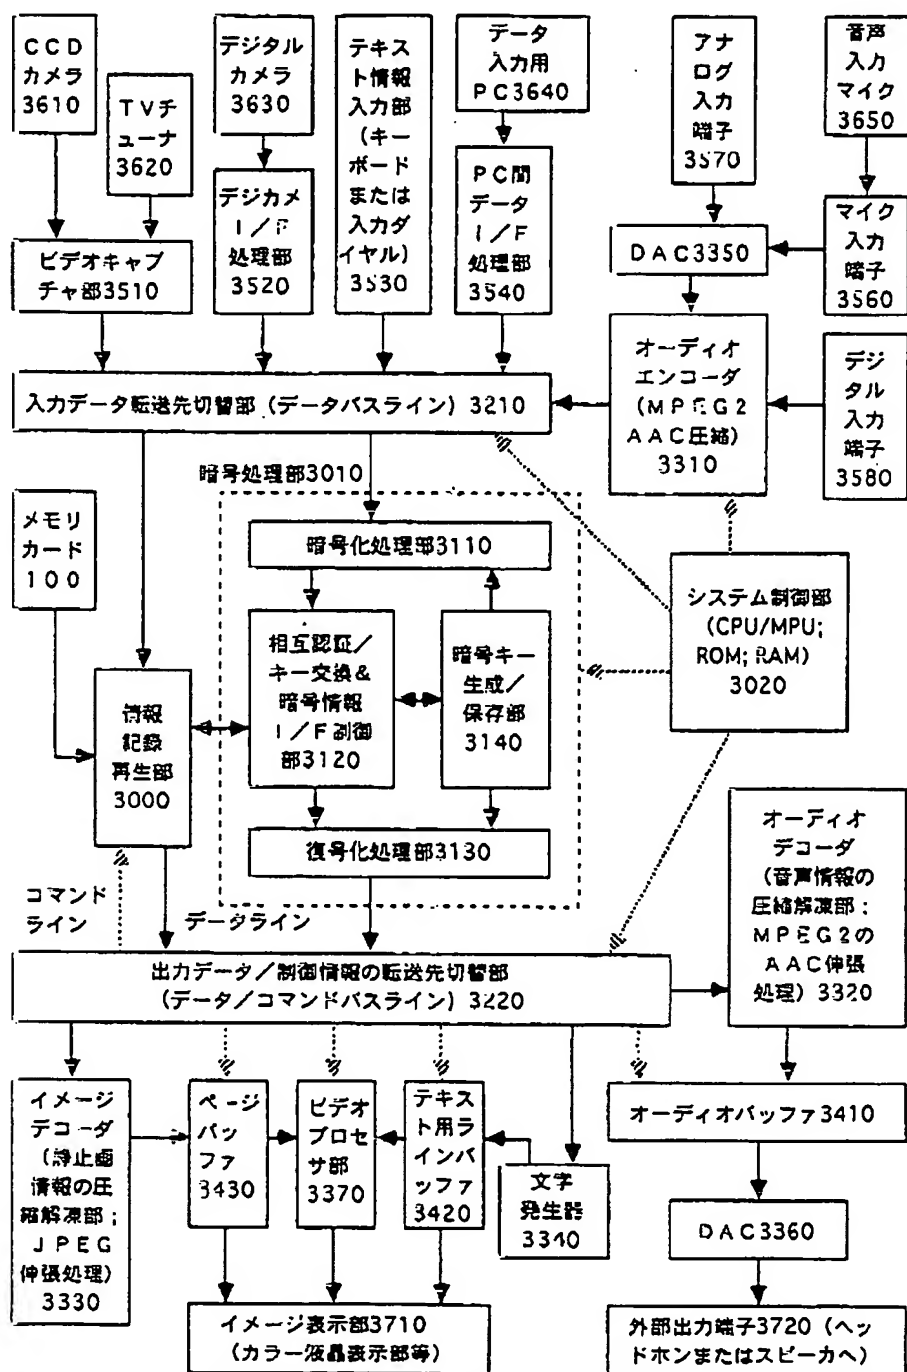 CCD
カメラ
3610
TVチ
ューナ
3620
デジタル
カメラ
3630
テキス
ト情報
入力部
(キー
ボード
または
入力ダ
イヤル)
3530
データ
入力用
PC3640
アナ
ログ
入力
端子
3570
音声
入力
マイク
3650
デジカメ
I/F
処理部
3520
PC間
データ
I/F
処理部
3540
ビデオキャプ
チャ部3510
DAC3350
マイク
入力
端子
3560
入力データ転送先切替部(データバスライン)3210
オーディオ
エンコーダ
(MPEG2
AAC圧縮)
3310
デジ
タル
入力
端子
3580
暗号処理部3010
メモリ
カード
100
暗号化処理部3110
相互認証/
キー交換&
暗号情報
I/F制御
部3120
暗号キー
生成/
保存部
3140
システム制御部
(CPU/MPU;
ROM;RAM)
3020
情報
記録
再生部
3000
復号化処理部3130
オーディオ
デコーダ
(音声情報の
圧縮解凍部;
MPEG2の
AAC伸張
処理)3320
コマンド
ライン
データライン
出力データ/制御情報の転送先切替部
(データ/コマンドバスライン)3220
イメージ
デコーダ
(静止画
情報の圧
縮解凍部;
JPEG
伸張処理)
3330
ページ
バッ
ファ
3430
ビデオ
プロセ
サ部
3370
テキス
ト用ラ
インバ
ッファ
3420
文字
発生器
3340
オーディオバッファ3410
DAC3360
イメージ表示部3710
(カラー液晶表示部等)
外部出力端子3720(ヘッ
ドホンまたはスピーカへ)